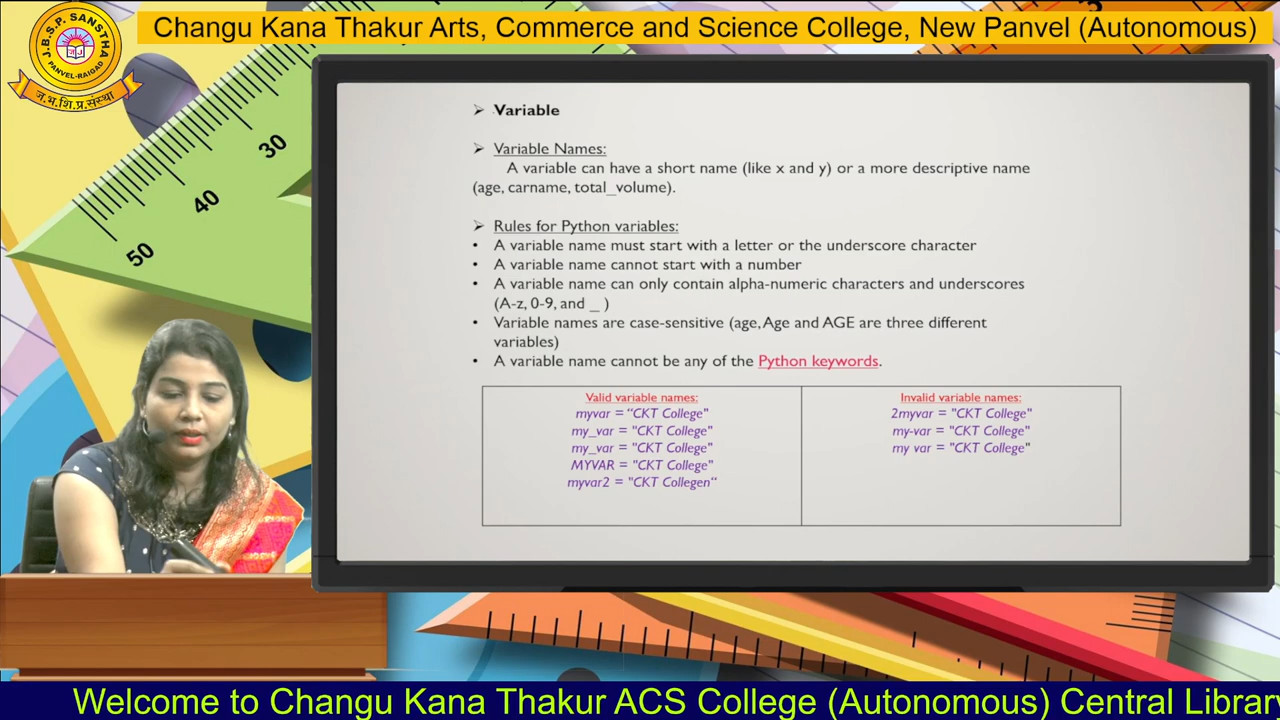 Changu Kana Thakur Arts, Commerce and Science College, New Panvel (Autonomous)
J.B.S.P. SANSTHA
PANVEL-RAIGAD
ज.भ.शि.प्र.संस्था
30
40
50
Variable
Variable Names:
A variable can have a short name (like x and y) or a more descriptive name
(age, carname, total_volume).
Rules for Python variables:
• A variable name must start with a letter or the underscore character
• A variable name cannot start with a number
• A variable name can only contain alpha-numeric characters and underscores
(A-z, 0-9, and _ )
• Variable names are case-sensitive (age, Age and AGE are three different
variables)
• A variable name cannot be any of the Python keywords.
Valid variable names:
myvar = “CKT College"
my_var = "CKT College"
my_var = "CKT College"
MYVAR = "CKT College"
myvar2 = "CKT Collegen“
Invalid variable names:
2myvar = "CKT College"
my-var = "CKT College"
my var = "CKT College"
Welcome to Changu Kana Thakur ACS College (Autonomous) Central Librar